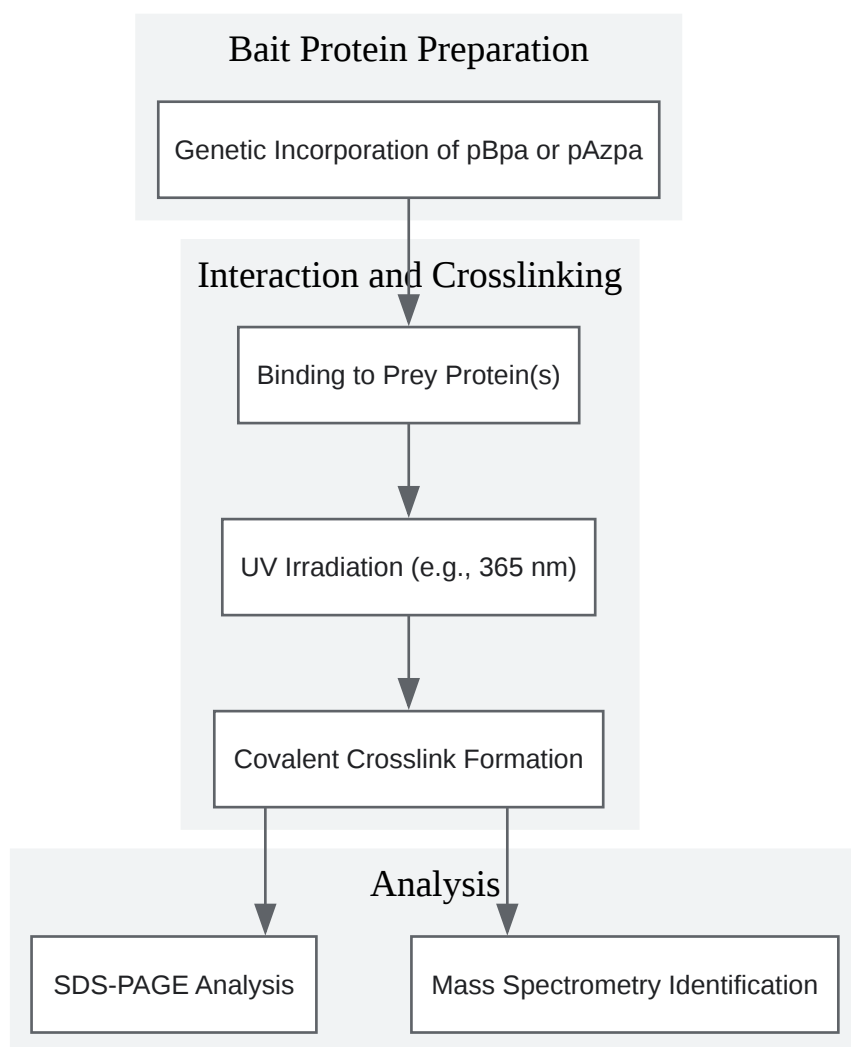 Bait Protein Preparation
Genetic Incorporation of pBpa or pAzpa
Interaction and Crosslinking
Binding to Prey Protein(s)
UV Irradiation (e.g., 365 nm)
Covalent Crosslink Formation
Analysis
SDS-PAGE Analysis
Mass Spectrometry Identification